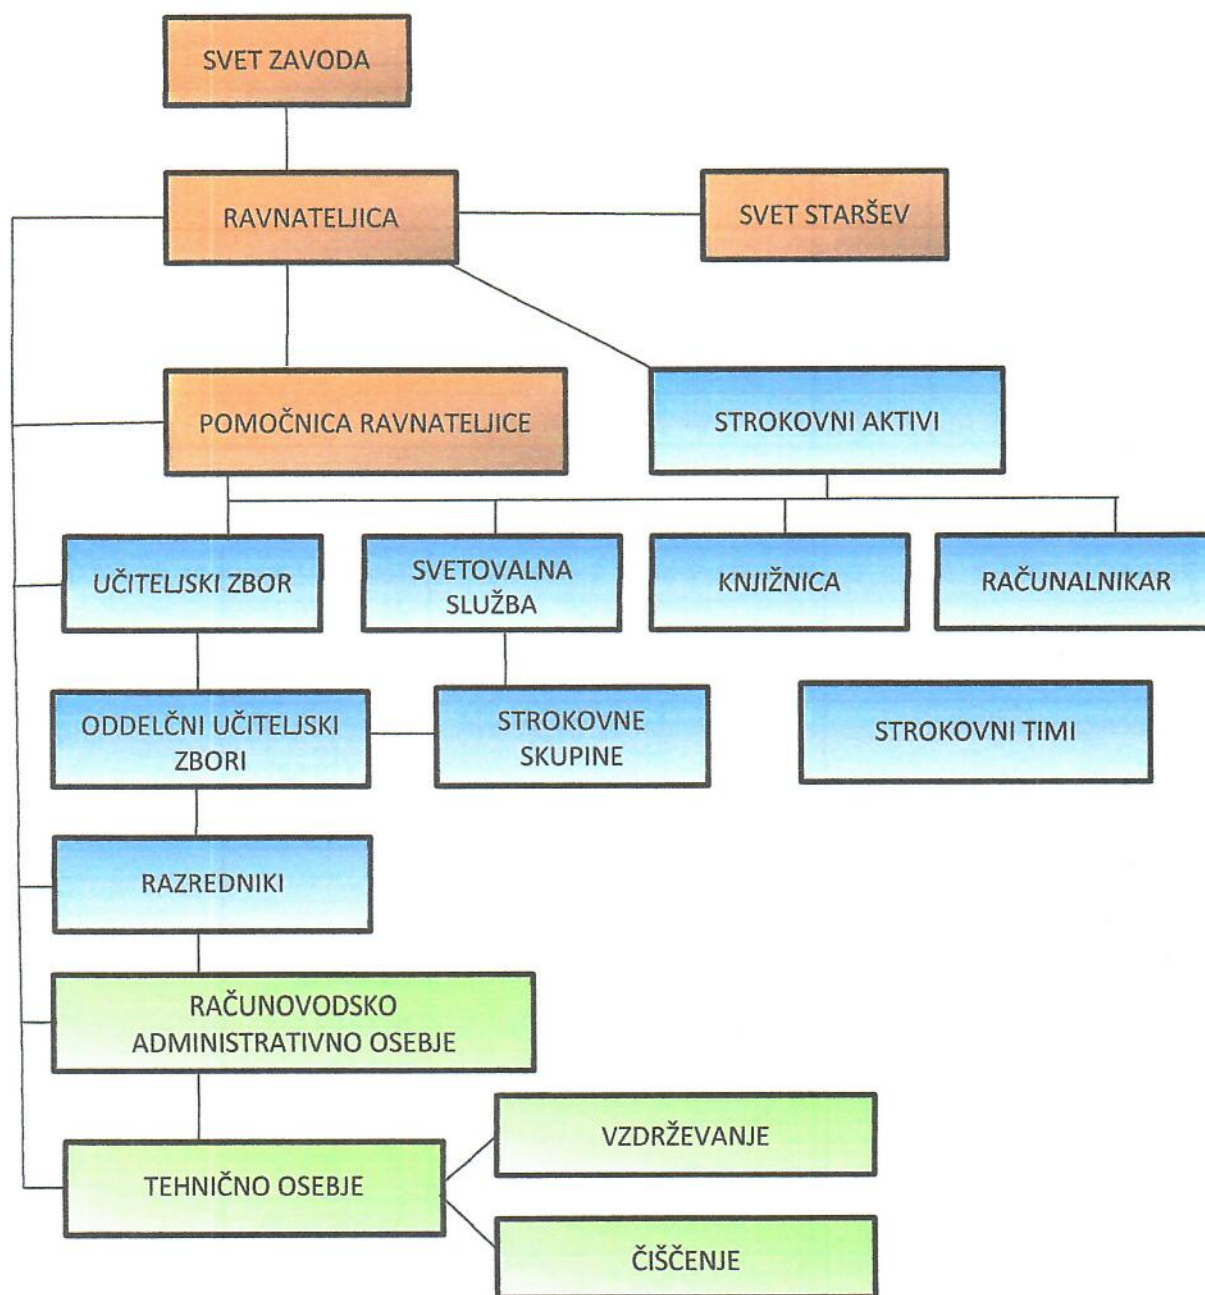 SVET ZAVODA
RAVNATELJICA
SVET STARŠEV
POMOČNICA RAVNATELJICE
STROKOVNI AKTIVI
UČITELJSKI ZBOR
SVETOVALNA
SLUŽBA
KNJIŽNICA
RAČUNALNIKAR
ODDELČNI UČITELJSKI
ZBORI
STROKOVNE
SKUPINE
STROKOVNI TIMI
RAZREDNIKI
RAČUNOVODSKO
ADMINISTRATIVNO OSEBJE
VZDRŽEVANJE
TEHNIČNO OSEBJE
ČIŠČENJE